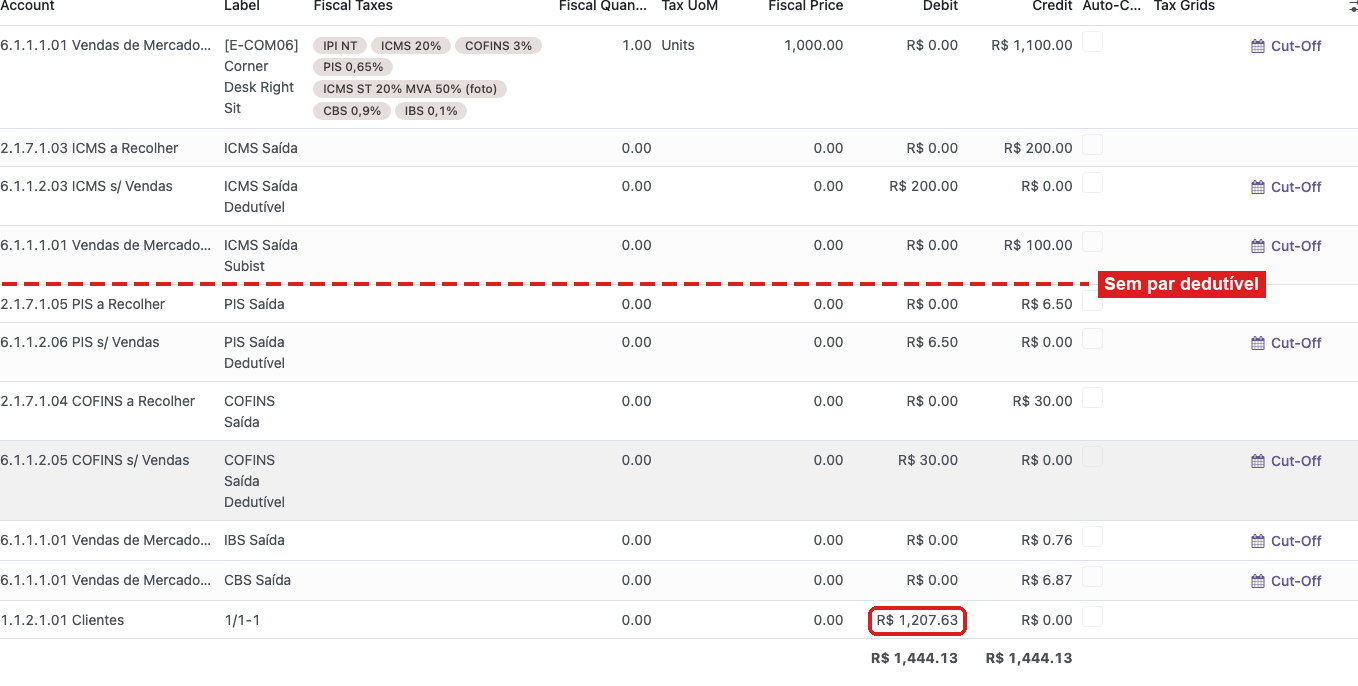 Account Label Fiscal Taxes Fiscal Quan... Tax UoM Fiscal Price Debit Credit Auto-C... Tax Grids
6.1.1.1.01 Vendas de Mercado... [E-COM06] IPI NT ICMS 20% COFINS 3% 1.00 Units 1,000.00 R$ 0.00 R$ 1,100.00 Cut-Off
Corner PIS 0,65%
Desk Right ICMS ST 20% MVA 50% (foto)
Sit CBS 0,9% IBS 0,1%
2.1.7.1.03 ICMS a Recolher ICMS Saída 0.00 0.00 R$ 0.00 R$ 200.00
6.1.1.2.03 ICMS s/ Vendas ICMS Saída 0.00 0.00 R$ 200.00 R$ 0.00 Cut-Off
Dedutível
6.1.1.1.01 Vendas de Mercado... ICMS Saída 0.00 0.00 R$ 0.00 R$ 100.00 Cut-Off
Subist
Sem par dedutível
2.1.7.1.05 PIS a Recolher PIS Saída 0.00 0.00 R$ 0.00 R$ 6.50
6.1.1.2.06 PIS s/ Vendas PIS Saída 0.00 0.00 R$ 6.50 R$ 0.00 Cut-Off
Dedutível
2.1.7.1.04 COFINS a Recolher COFINS 0.00 0.00 R$ 0.00 R$ 30.00
Saída
6.1.1.2.05 COFINS s/ Vendas COFINS 0.00 0.00 R$ 30.00 R$ 0.00 Cut-Off
Saída
Dedutível
6.1.1.1.01 Vendas de Mercado... IBS Saída 0.00 0.00 R$ 0.00 R$ 0.76 Cut-Off
6.1.1.1.01 Vendas de Mercado... CBS Saída 0.00 0.00 R$ 0.00 R$ 6.87 Cut-Off
1.1.2.1.01 Clientes 1/1-1 0.00 0.00 R$ 1,207.63 R$ 0.00
R$ 1,444.13 R$ 1,444.13